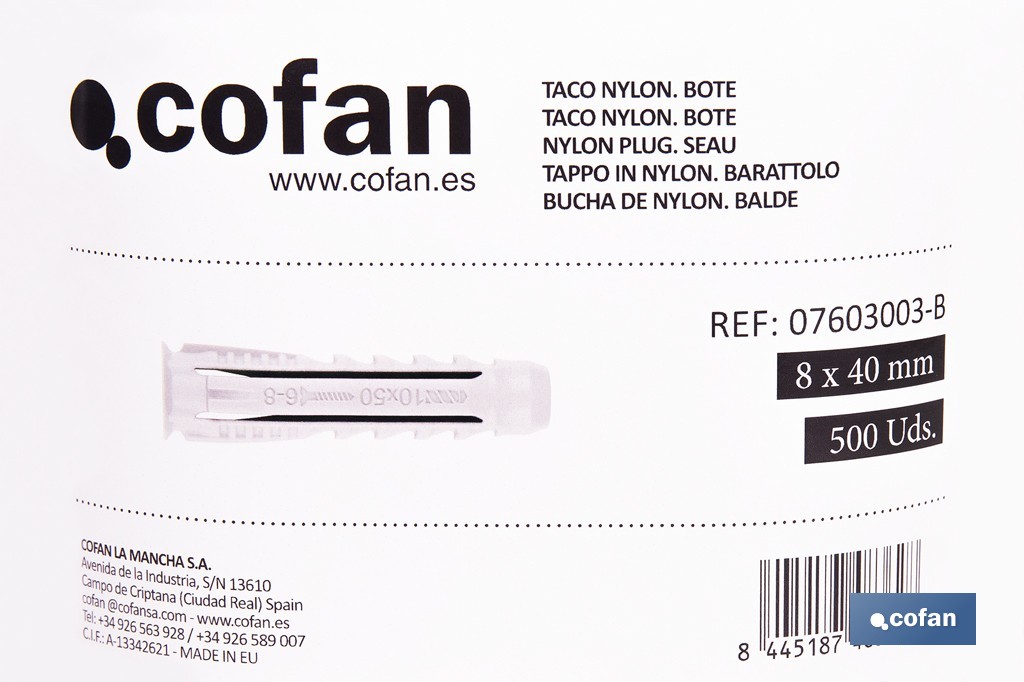 cofan
www.cofan.es
TACO NYLON. BOTE
TACO NYLON. BOTE
NYLON PLUG. SEAU
TAPPO IN NYLON. BARATTOLO
BUCHA DE NYLON. BALDE
REF: 07603003-B
8 x 40 mm
500 Uds.
10x50 6-8
COFAN LA MANCHA S.A.
Avenida de la Industria, S/N 13610
Campo de Criptana (Ciudad Real) Spain
cofan @cofansa.com - www.cofan.es
Tel: +34 926 563 928 / +34 926 589 007
C.I.F.: A-13342621 - MADE IN EU
8 445187
cofan